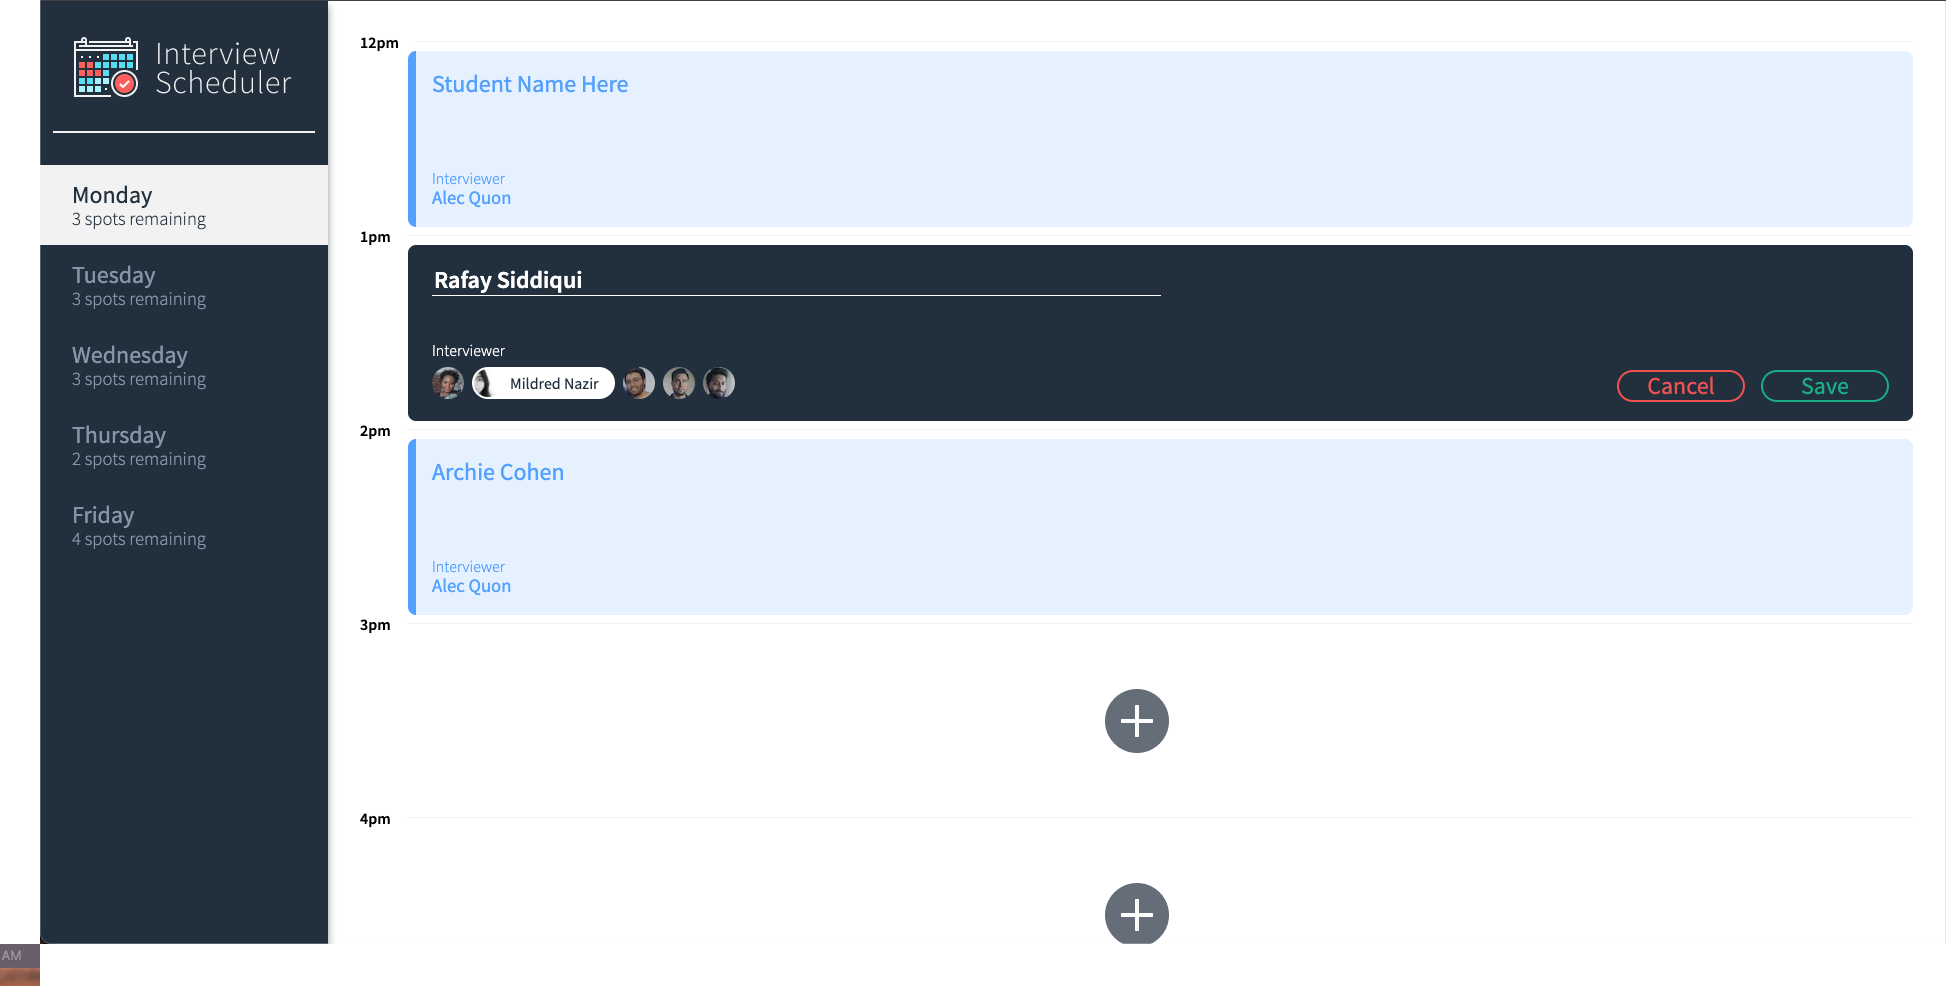 Interview
Scheduler
Monday
3 spots remaining
Tuesday
3 spots remaining
Wednesday
3 spots remaining
Thursday
2 spots remaining
Friday
4 spots remaining
12pm
Student Name Here
Interviewer
Alec Quon
1pm
Rafay Siddiqui
Interviewer
Mildred Nazir
Cancel
Save
2pm
Archie Cohen
Interviewer
Alec Quon
3pm
4pm
AM